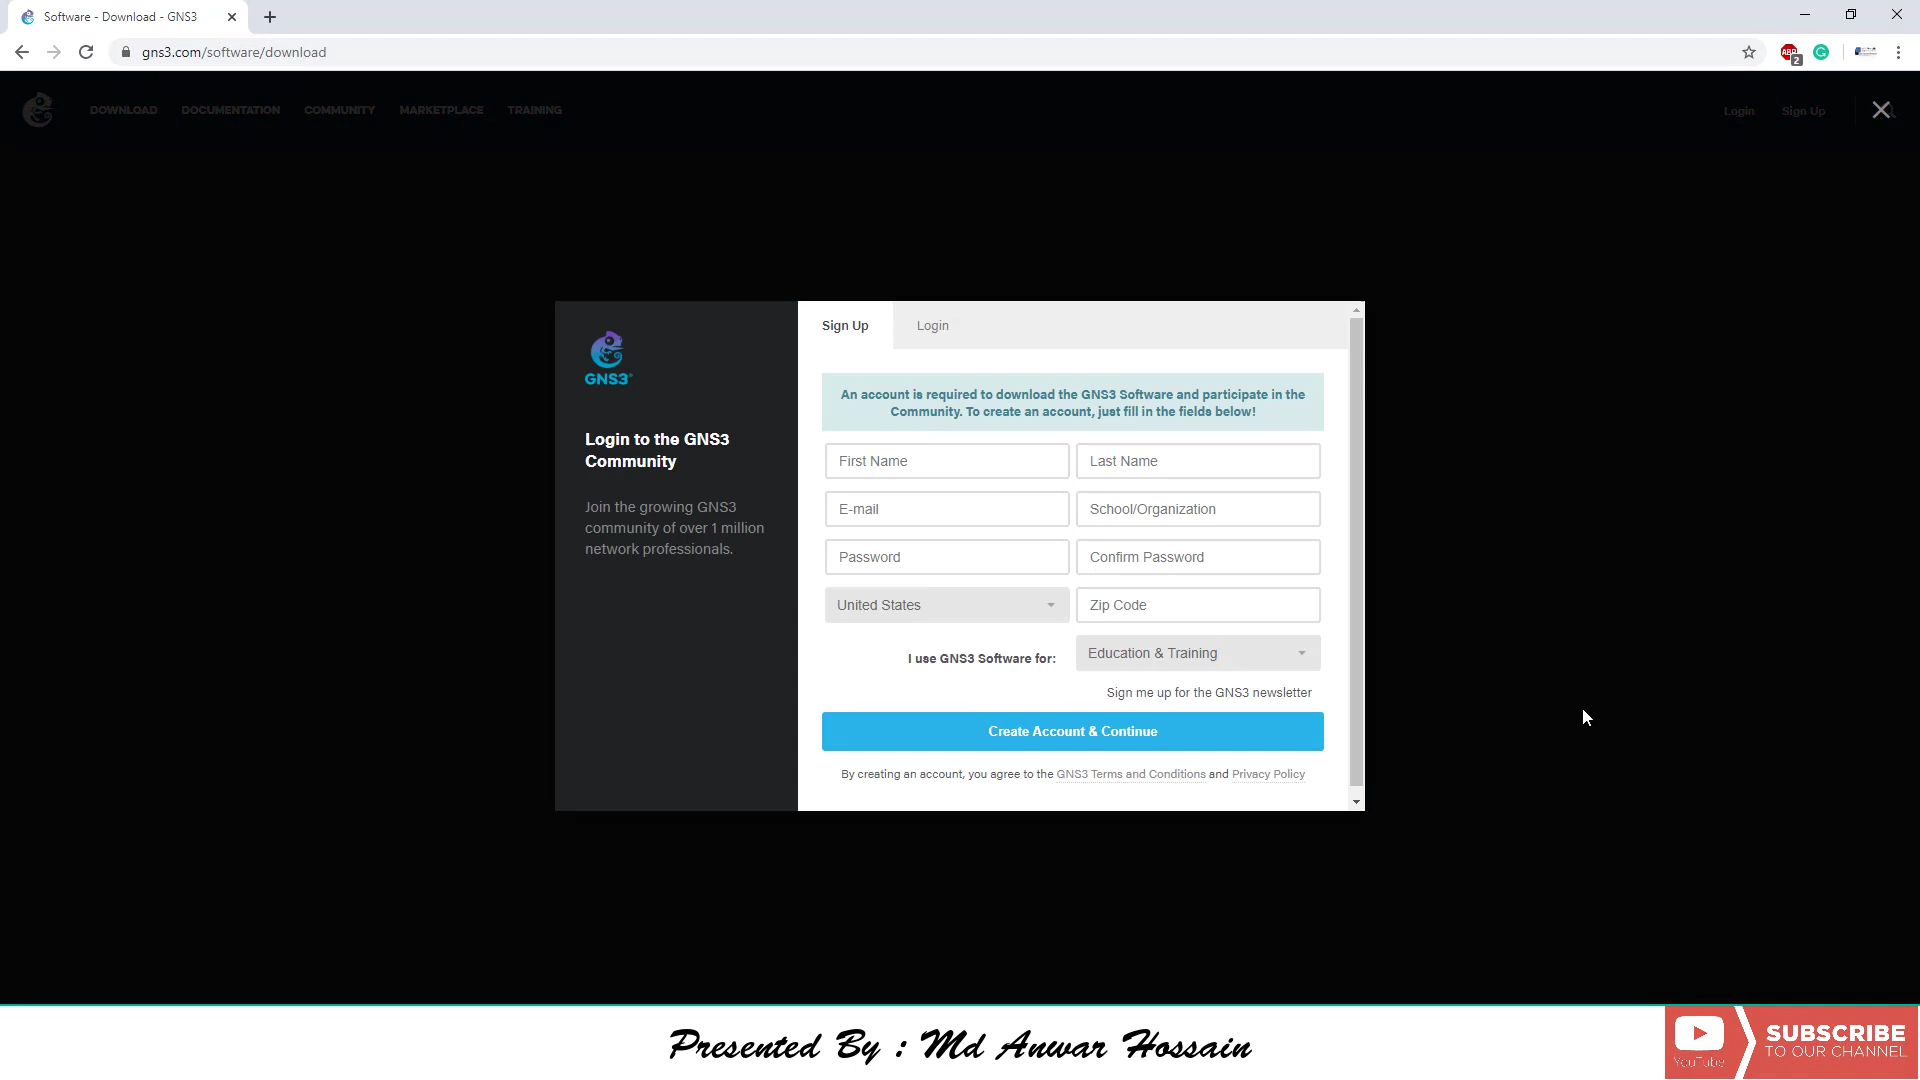 Software - Download - GNS3
gns3.com/software/download
ABP
2
DOWNLOAD DOCUMENTATION COMMUNITY MARKETPLACE TRAINING
Login Sign Up
GNS3
Login to the GNS3
Community
Join the growing GNS3
community of over 1 million
network professionals.
Sign Up Login
An account is required to download the GNS3 Software and participate in the
Community. To create an account, just fill in the fields below!
First Name Last Name
E-mail School/Organization
Password Confirm Password
United States Zip Code
I use GNS3 Software for: Education & Training
Sign me up for the GNS3 newsletter
Create Account & Continue
By creating an account, you agree to the GNS3 Terms and Conditions and Privacy Policy
Presented By : Md Anwar Hossain
YouTube
SUBSCRIBE
TO OUR CHANNEL